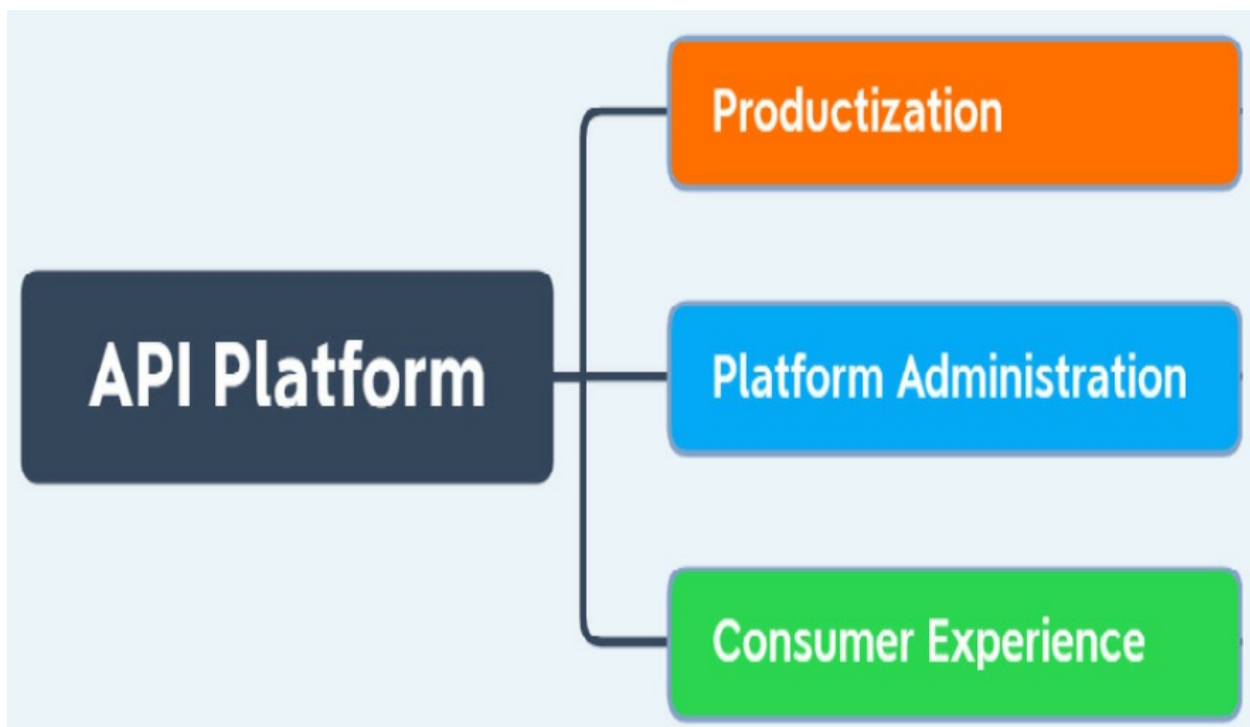 Productization
API Platform
Platform Administration
Consumer Experience